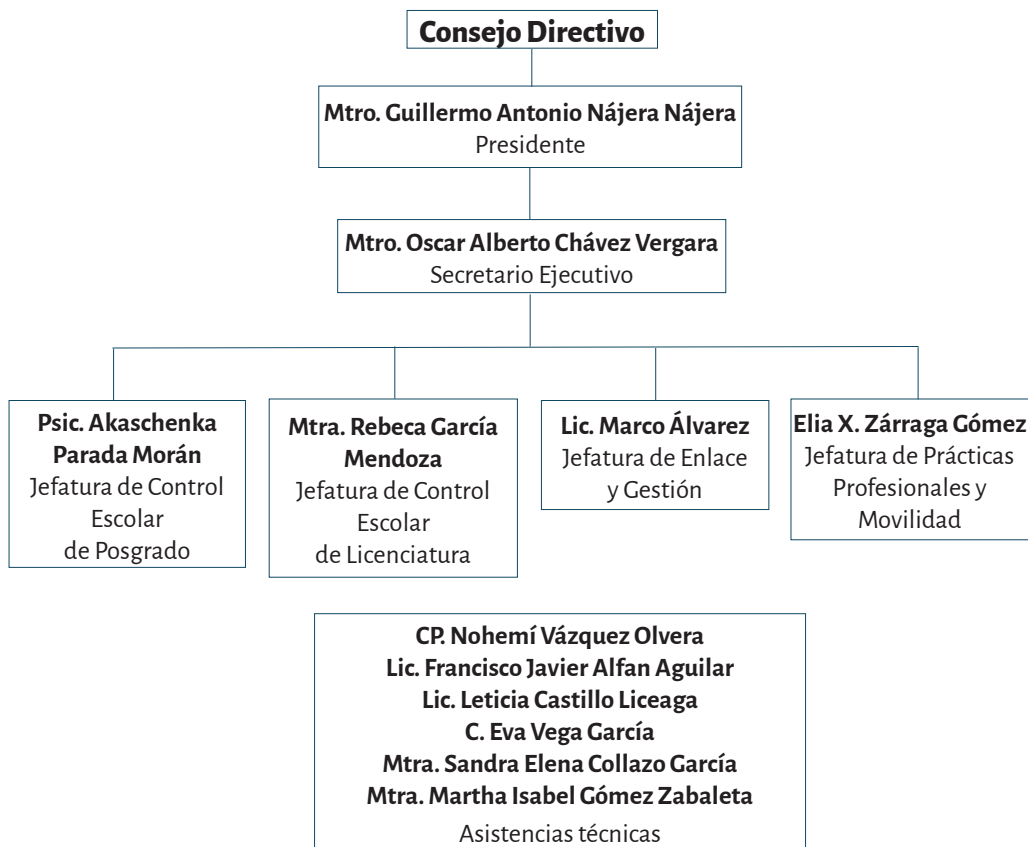 Consejo Directivo
Mtro. Guillermo Antonio Nájera Nájera
Presidente
Mtro. Oscar Alberto Chávez Vergara
Secretario Ejecutivo
Psic. Akaschenka
Parada Morán
Jefatura de Control
Escolar
de Posgrado
Mtra. Rebeca García
Mendoza
Jefatura de Control
Escolar
de Licenciatura
Lic. Marco Álvarez
Jefatura de Enlace
y Gestión
Elia X. Zárraga Gómez
Jefatura de Prácticas
Profesionales y
Movilidad
CP. Nohemí Vázquez Olvera
Lic. Francisco Javier Alfan Aguilar
Lic. Leticia Castillo Liceaga
C. Eva Vega García
Mtra. Sandra Elena Collazo García
Mtra. Martha Isabel Gómez Zabaleta
Asistencias técnicas